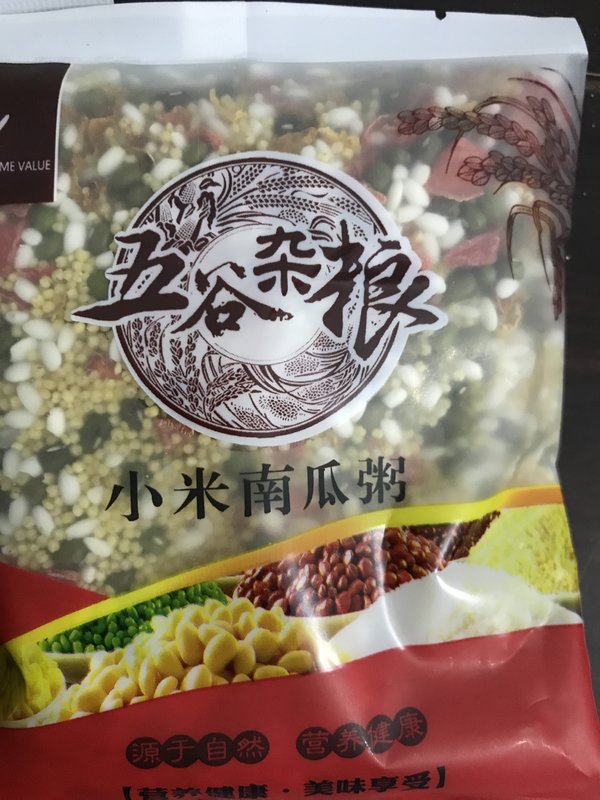 ME VALUE
五谷杂粮
小米南瓜粥
源于自然 营养健康
【营养健康·美味享受】